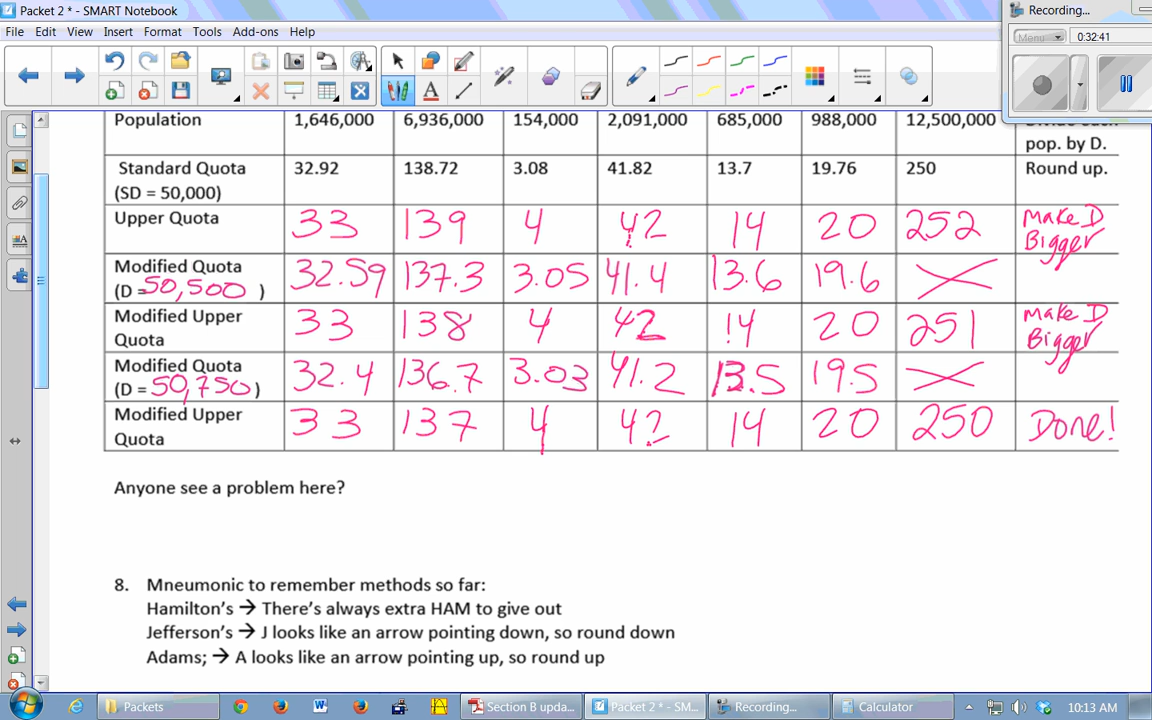 Packet 2 * - SMART Notebook
Recording...
File Edit View Insert Format Tools Add-ons Help
Menu 0:32:41
Population 1,646,000 6,936,000 154,000 2,091,000 685,000 988,000 12,500,000 Divide each
pop. by D.
Standard Quota 32.92 138.72 3.08 41.82 13.7 19.76 250 Round up.
(SD = 50,000)
Upper Quota 33 139 4 42 14 20 252 Make D
Bigger
Modified Quota 32.59 137.3 3.05 41.4 13.6 19.6
(D = 50,500 )
Modified Upper 33 138 4 42 14 20 251 Make D
Quota Bigger
Modified Quota 32.4 136.7 3.03 41.2 13.5 19.5
(D = 50,750 )
Modified Upper 33 137 4 42 14 20 250 Done!
Quota
Anyone see a problem here?
8. Mneumonic to remember methods so far:
Hamilton's → There's always extra HAM to give out
Jefferson's → J looks like an arrow pointing down, so round down
Adams; → A looks like an arrow pointing up, so round up
Packets Section B upda... Packet 2 * - SM... Recording... Calculator 10:13 AM